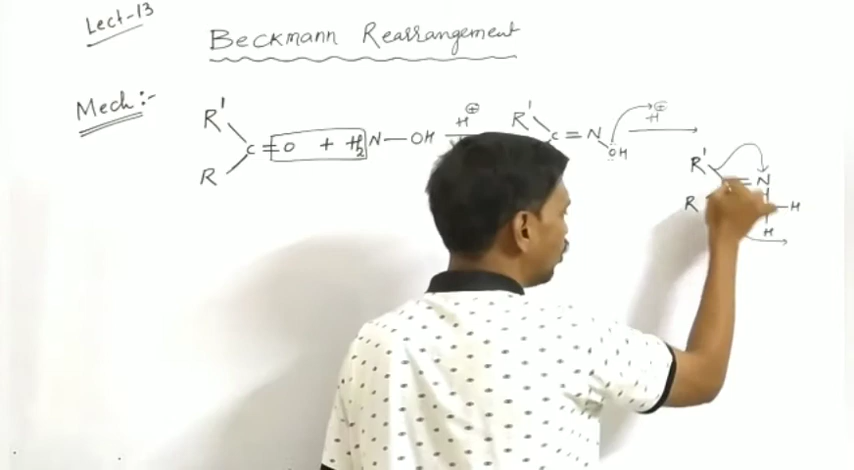 Lect-13
Beckmann Rearrangement
Mech:-
R' R' H⊕
C=O + H2N—OH H⊕ C=N OH
R
R' N
R H
H